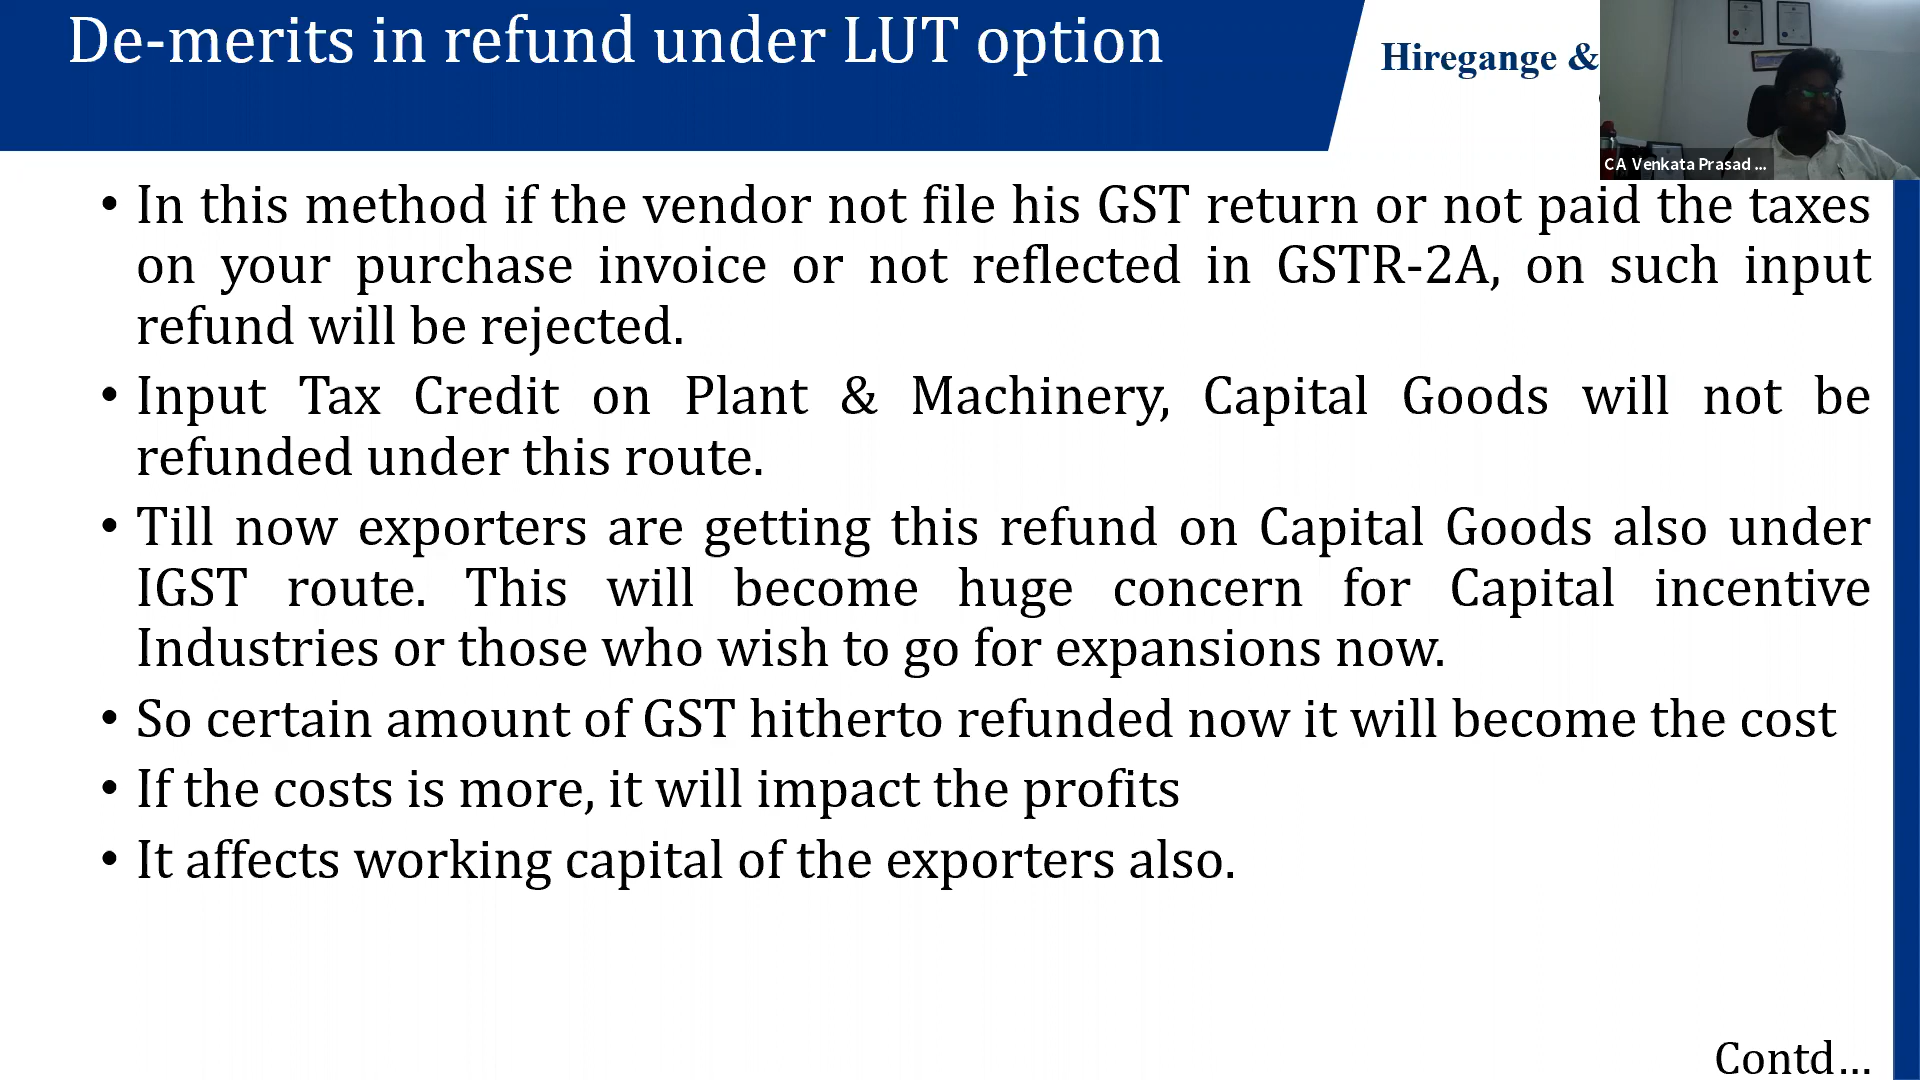 De-merits in refund under LUT option
Hiregange &
CA Venkata Prasad ...
• In this method if the vendor not file his GST return or not paid the taxes
on your purchase invoice or not reflected in GSTR-2A, on such input
refund will be rejected.
• Input Tax Credit on Plant & Machinery, Capital Goods will not be
refunded under this route.
• Till now exporters are getting this refund on Capital Goods also under
IGST route. This will become huge concern for Capital incentive
Industries or those who wish to go for expansions now.
• So certain amount of GST hitherto refunded now it will become the cost
• If the costs is more, it will impact the profits
• It affects working capital of the exporters also.
Contd...